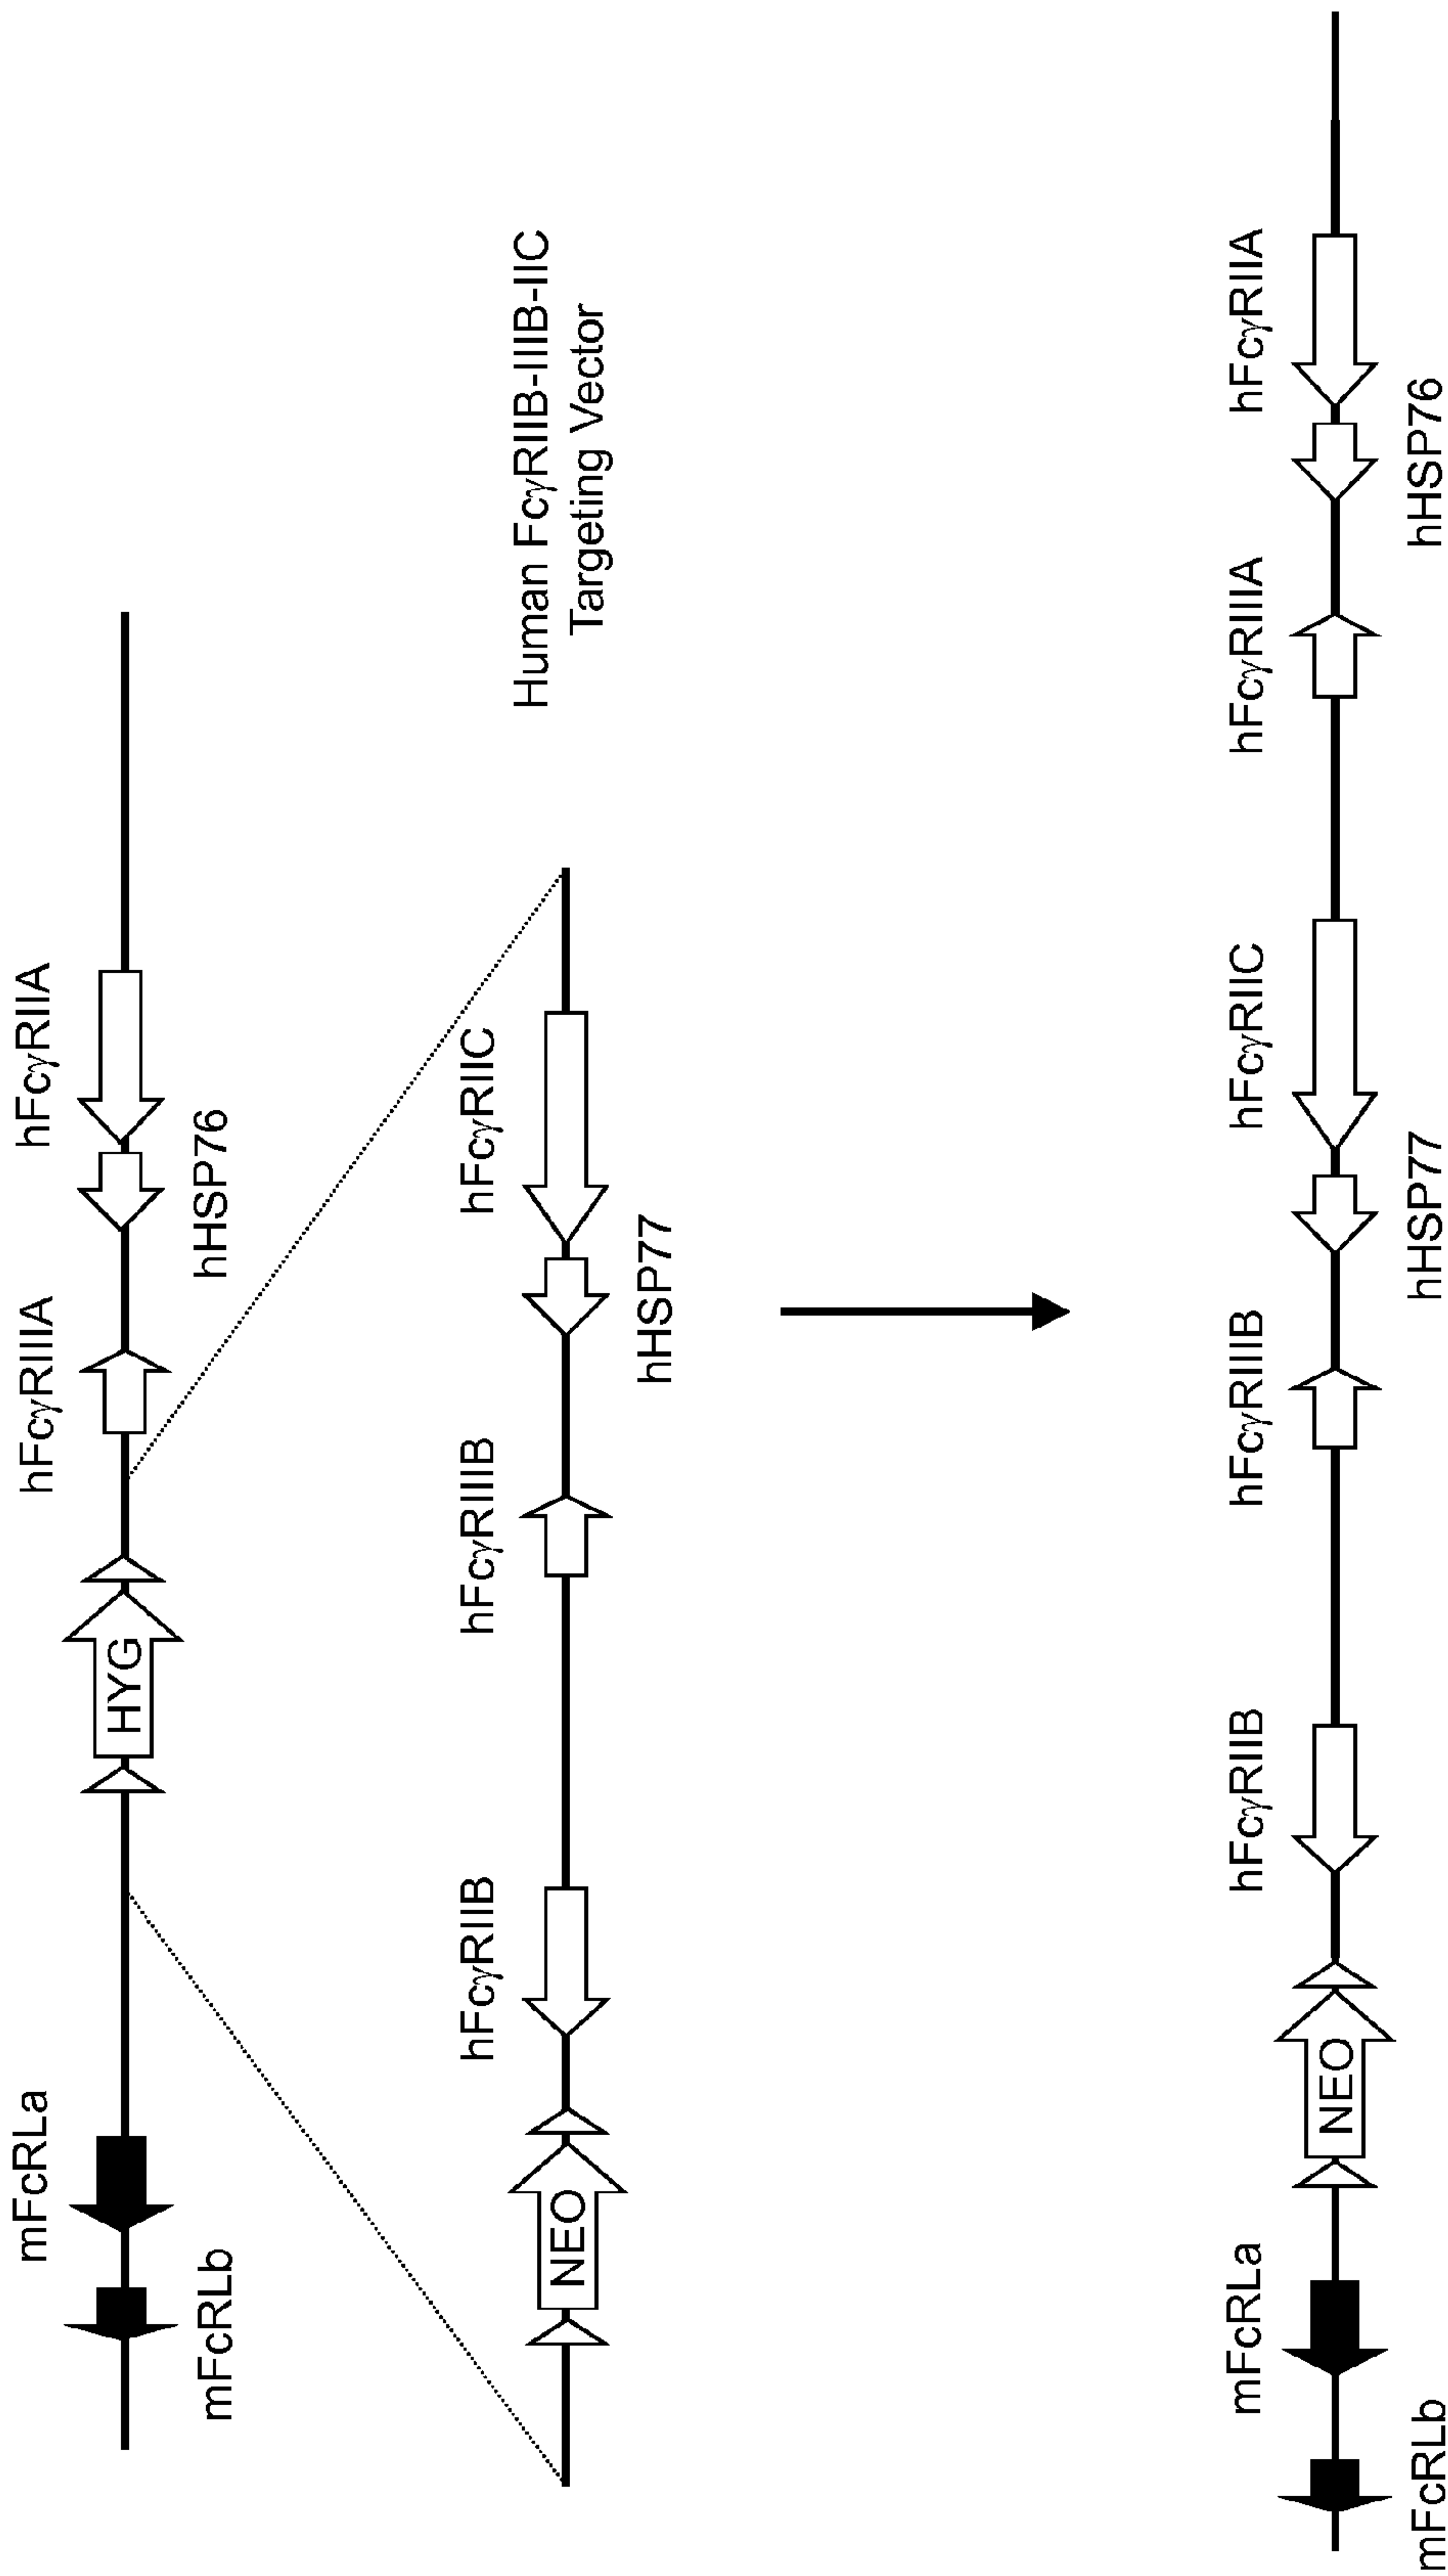 mFcRLa
HYG
hFcγRIIIA
hFcγRIIA
mFcRLb
hHSP76
Human FcγRIIB-IIIB-IIC
Targeting Vector
hFcγRIIB
hFcγRIIIB
hFcγRIIC
NEO
hHSP77
mFcRLa
NEO
hFcγRIIB
hFcγRIIIB
hFcγRIIC
hFcγRIIIA
hFcγRIIA
mFcRLb
hHSP77
hHSP76